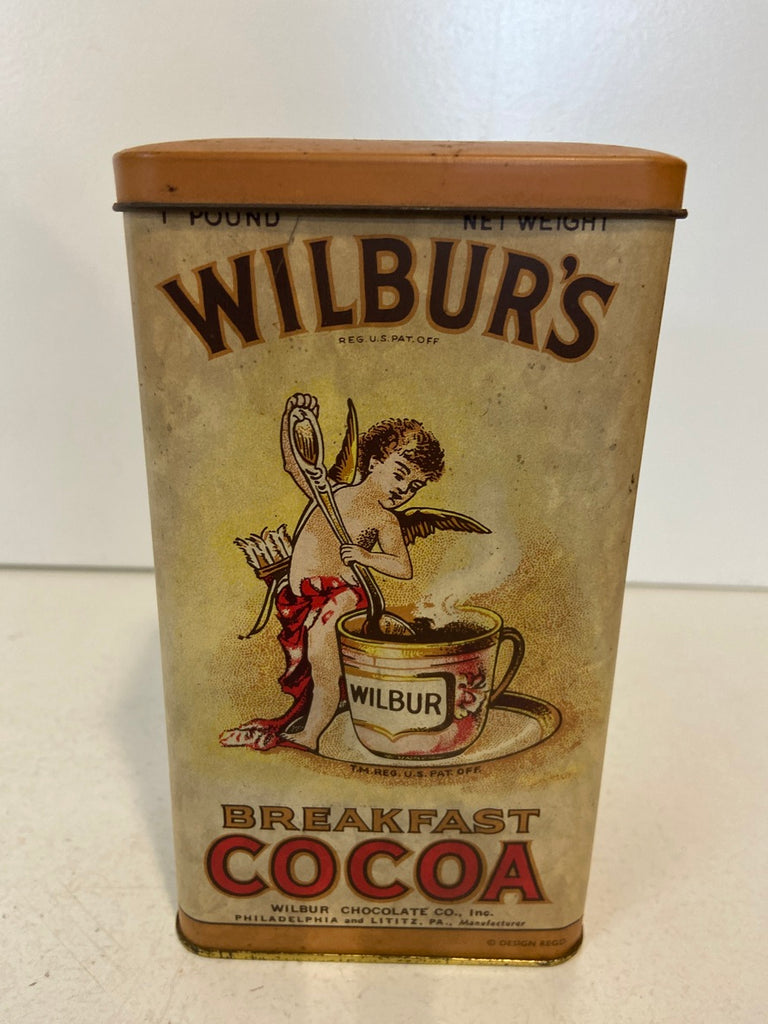 1 POUND NET WEIGHT
WILBUR'S
REG. U.S. PAT. OFF
WILBUR
T.M. REG. U.S. PAT. OFF.
BREAKFAST
COCOA
WILBUR CHOCOLATE CO., Inc.
PHILADELPHIA and LITITZ, PA., Manufacturer
© DESIGN REGD